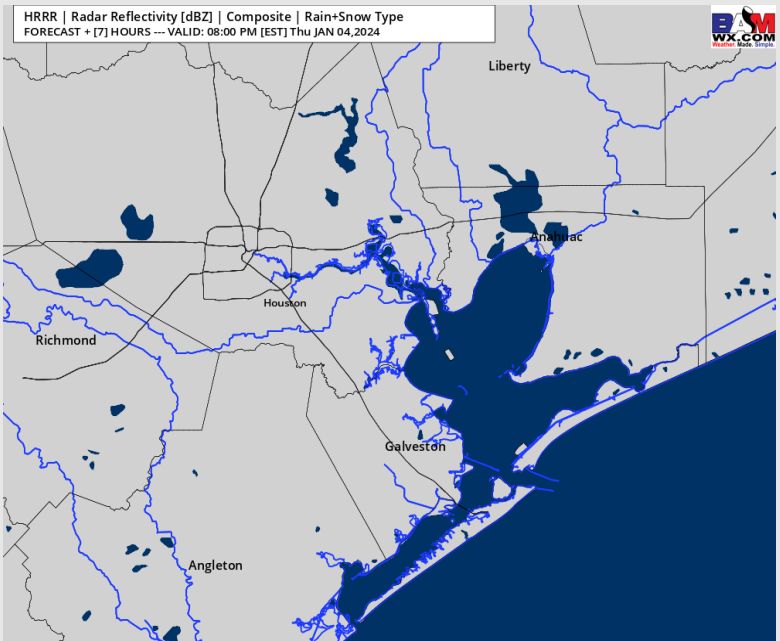 HRRR | Radar Reflectivity [dBZ] | Composite | Rain+Snow Type
FORECAST + [7] HOURS --- VALID: 08:00 PM [EST] Thu JAN 04,2024
BAM
WX.COM
Weather. Made. Simple.
Liberty
Anahuac
Houston
Richmond
Galveston
Angleton